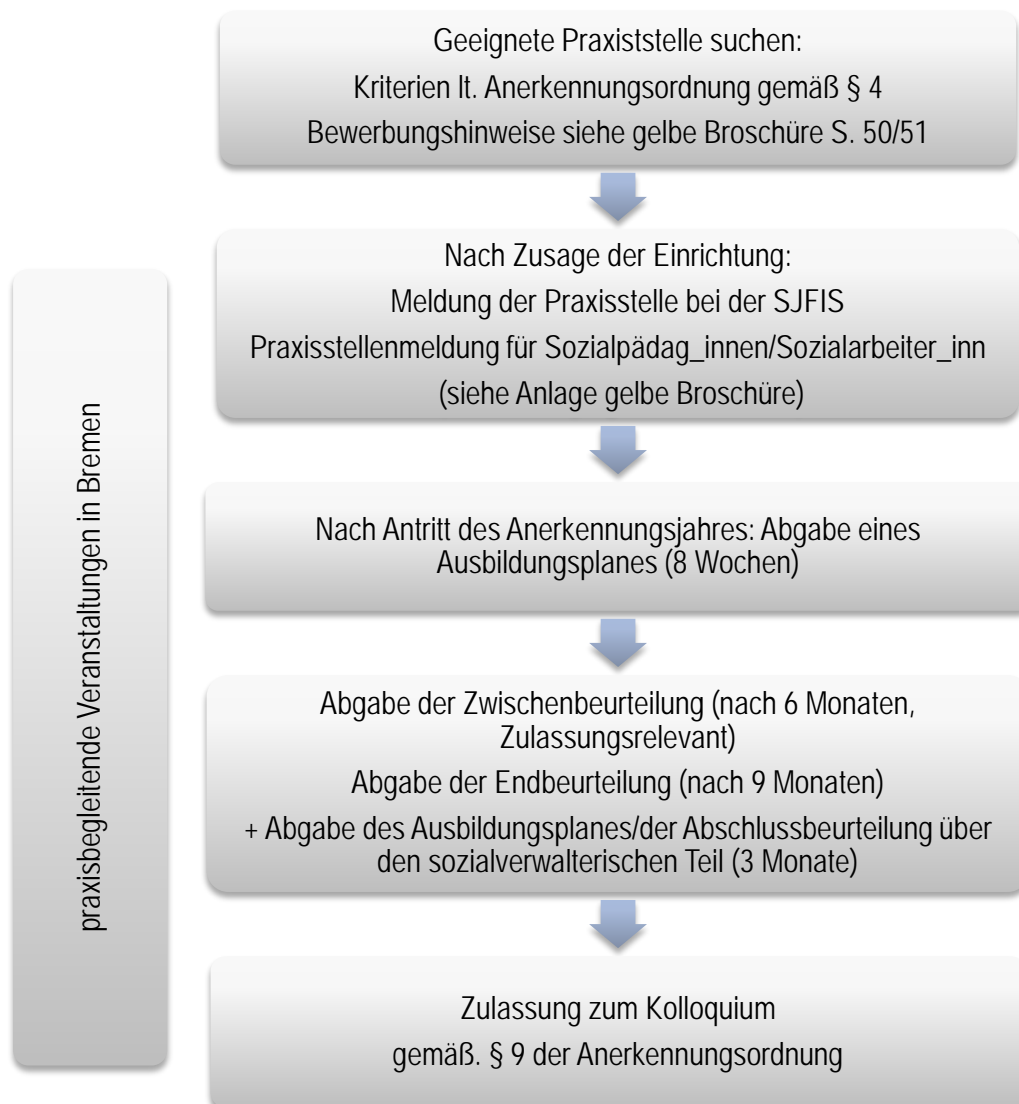 Geeignete Praxiststelle suchen:
Kriterien lt. Anerkennungsordnung gemäß § 4
Bewerbungshinweise siehe gelbe Broschüre S. 50/51
Nach Zusage der Einrichtung:
Meldung der Praxisstelle bei der SJFIS
Praxisstellenmeldung für Sozialpädag_innen/Sozialarbeiter_inn
(siehe Anlage gelbe Broschüre)
praxisbegleitende Veranstaltungen in Bremen
Nach Antritt des Anerkennungsjahres: Abgabe eines
Ausbildungsplanes (8 Wochen)
Abgabe der Zwischenbeurteilung (nach 6 Monaten,
Zulassungsrelevant)
Abgabe der Endbeurteilung (nach 9 Monaten)
+ Abgabe des Ausbildungsplanes/der Abschlussbeurteilung über
den sozialverwalterischen Teil (3 Monate)
Zulassung zum Kolloquium
gemäß. § 9 der Anerkennungsordnung